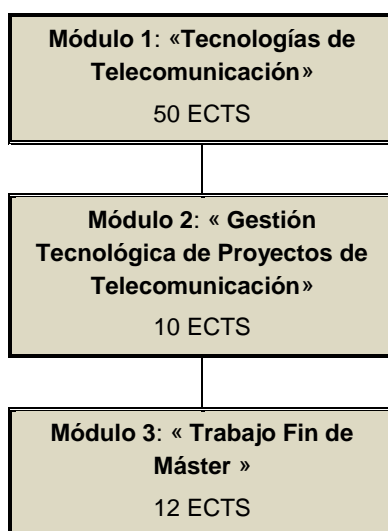 Módulo 1: «Tecnologías de
Telecomunicación»
50 ECTS
Módulo 2: « Gestión
Tecnológica de Proyectos de
Telecomunicación»
10 ECTS
Módulo 3: « Trabajo Fin de
Máster »
12 ECTS